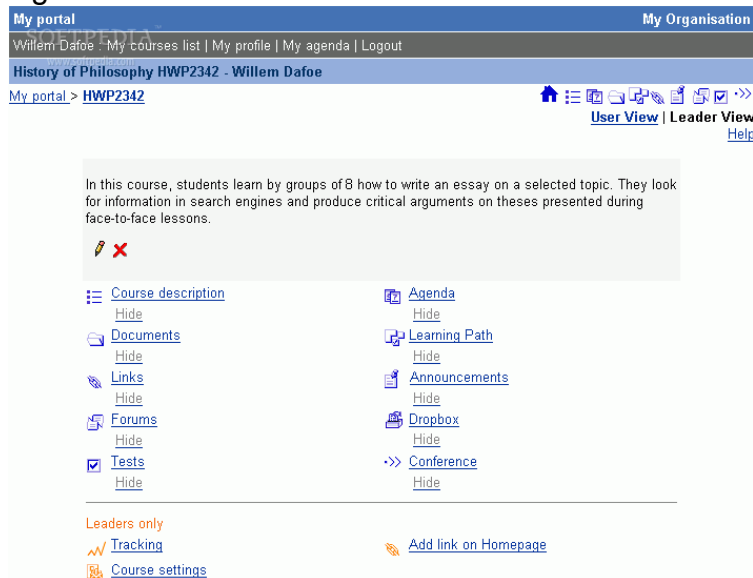 My portal My Organisation
SOFTPEDIA
www.softpedia.com
Willem Dafoe : My courses list | My profile | My agenda | Logout
History of Philosophy HWP2342 - Willem Dafoe
My portal > HWP2342
User View | Leader View
Help
In this course, students learn by groups of 8 how to write an essay on a selected topic. They look
for information in search engines and produce critical arguments on theses presented during
face-to-face lessons.
Course description Agenda
Hide Hide
Documents Learning Path
Hide Hide
Links Announcements
Hide Hide
Forums Dropbox
Hide Hide
Tests Conference
Hide Hide
Leaders only
Tracking Add link on Homepage
Course settings